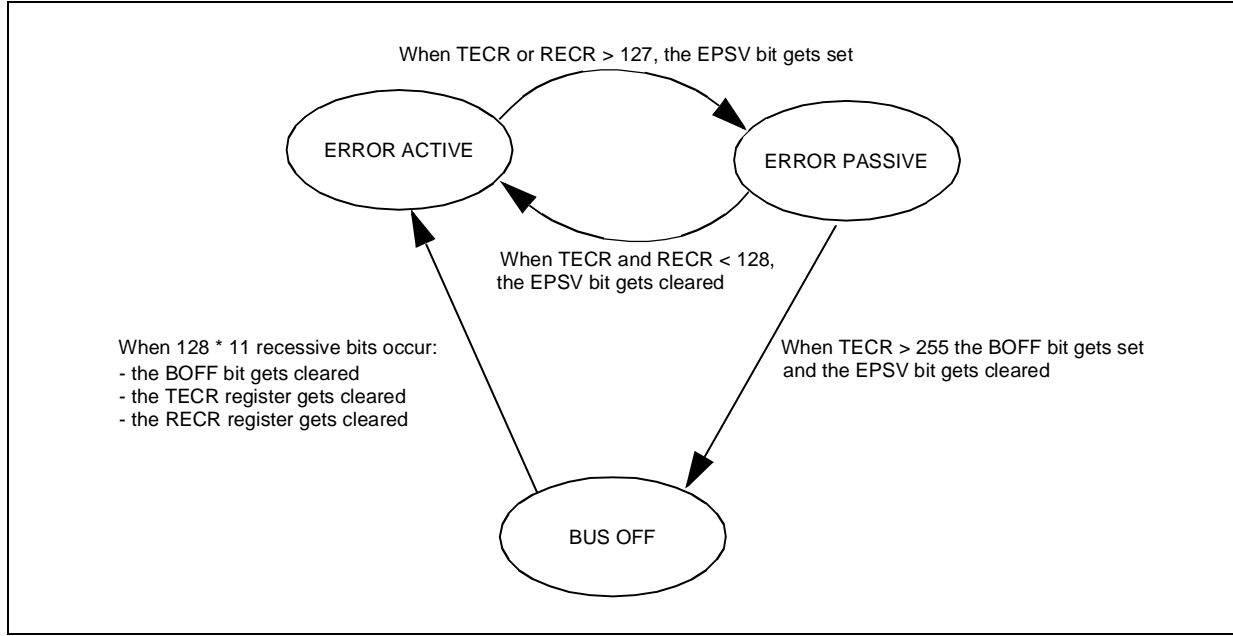 When TECR or RECR > 127, the EPSV bit gets set
ERROR ACTIVE
ERROR PASSIVE
When TECR and RECR < 128,
the EPSV bit gets cleared
When 128 * 11 recessive bits occur:
- the BOFF bit gets cleared
- the TECR register gets cleared
- the RECR register gets cleared
When TECR > 255 the BOFF bit gets set
and the EPSV bit gets cleared
BUS OFF